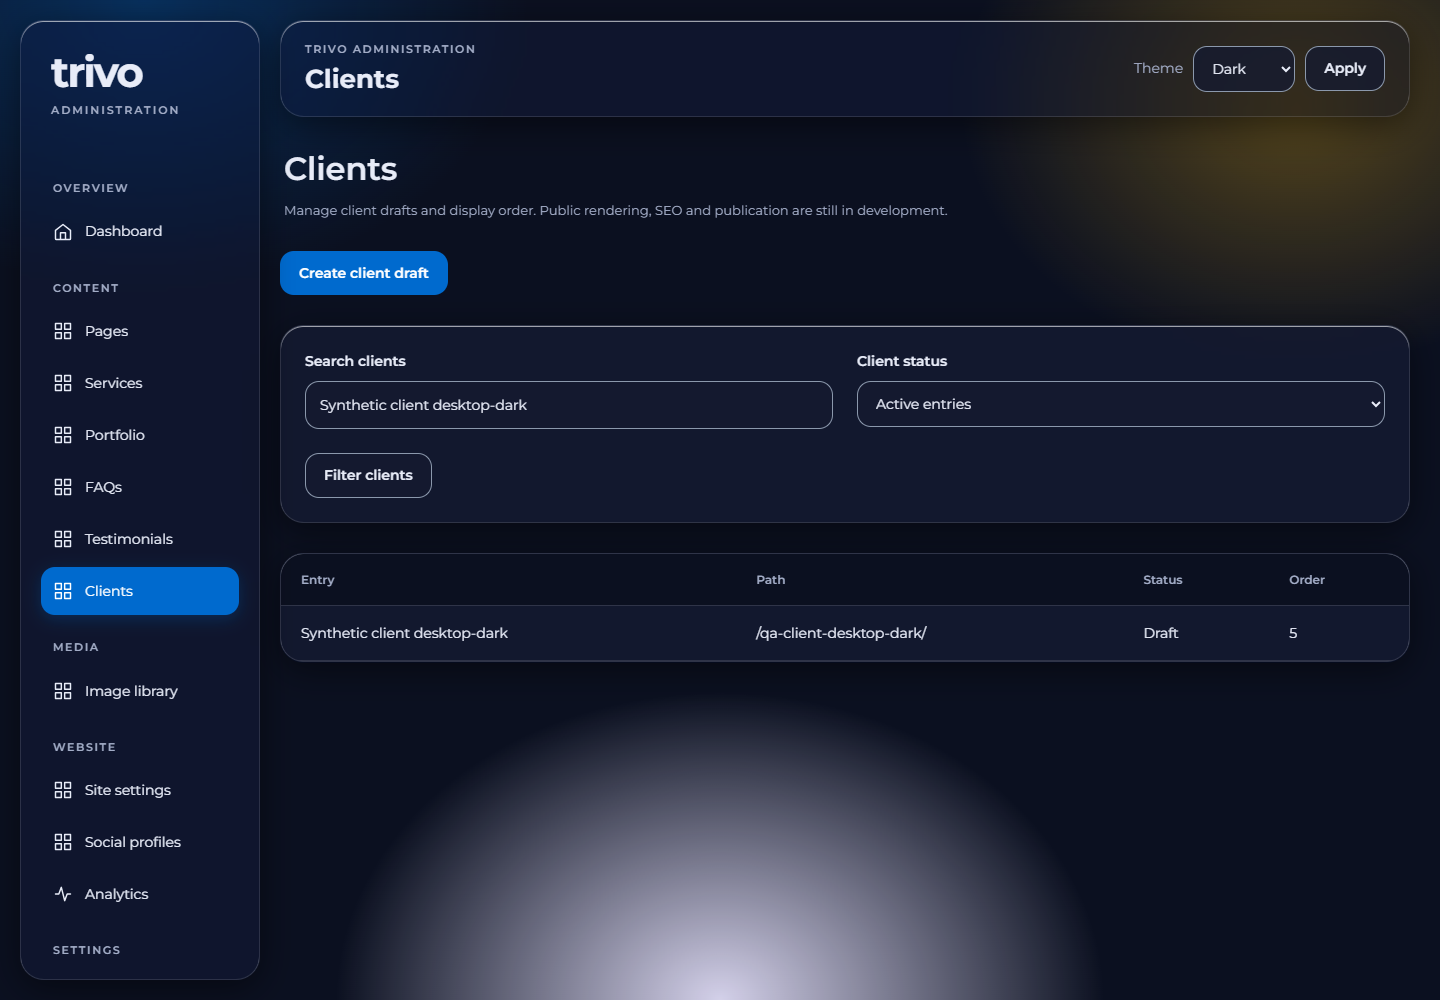 trivo
ADMINISTRATION
OVERVIEW
Dashboard
CONTENT
Pages
Services
Portfolio
FAQs
Testimonials
Clients
MEDIA
Image library
WEBSITE
Site settings
Social profiles
Analytics
SETTINGS
TRIVO ADMINISTRATION
Clients
Theme
Dark
Apply
Clients
Manage client drafts and display order. Public rendering, SEO and publication are still in development.
Create client draft
Search clients
Client status
Synthetic client desktop-dark
Active entries
Filter clients
Entry Path Status Order
Synthetic client desktop-dark /qa-client-desktop-dark/ Draft 5